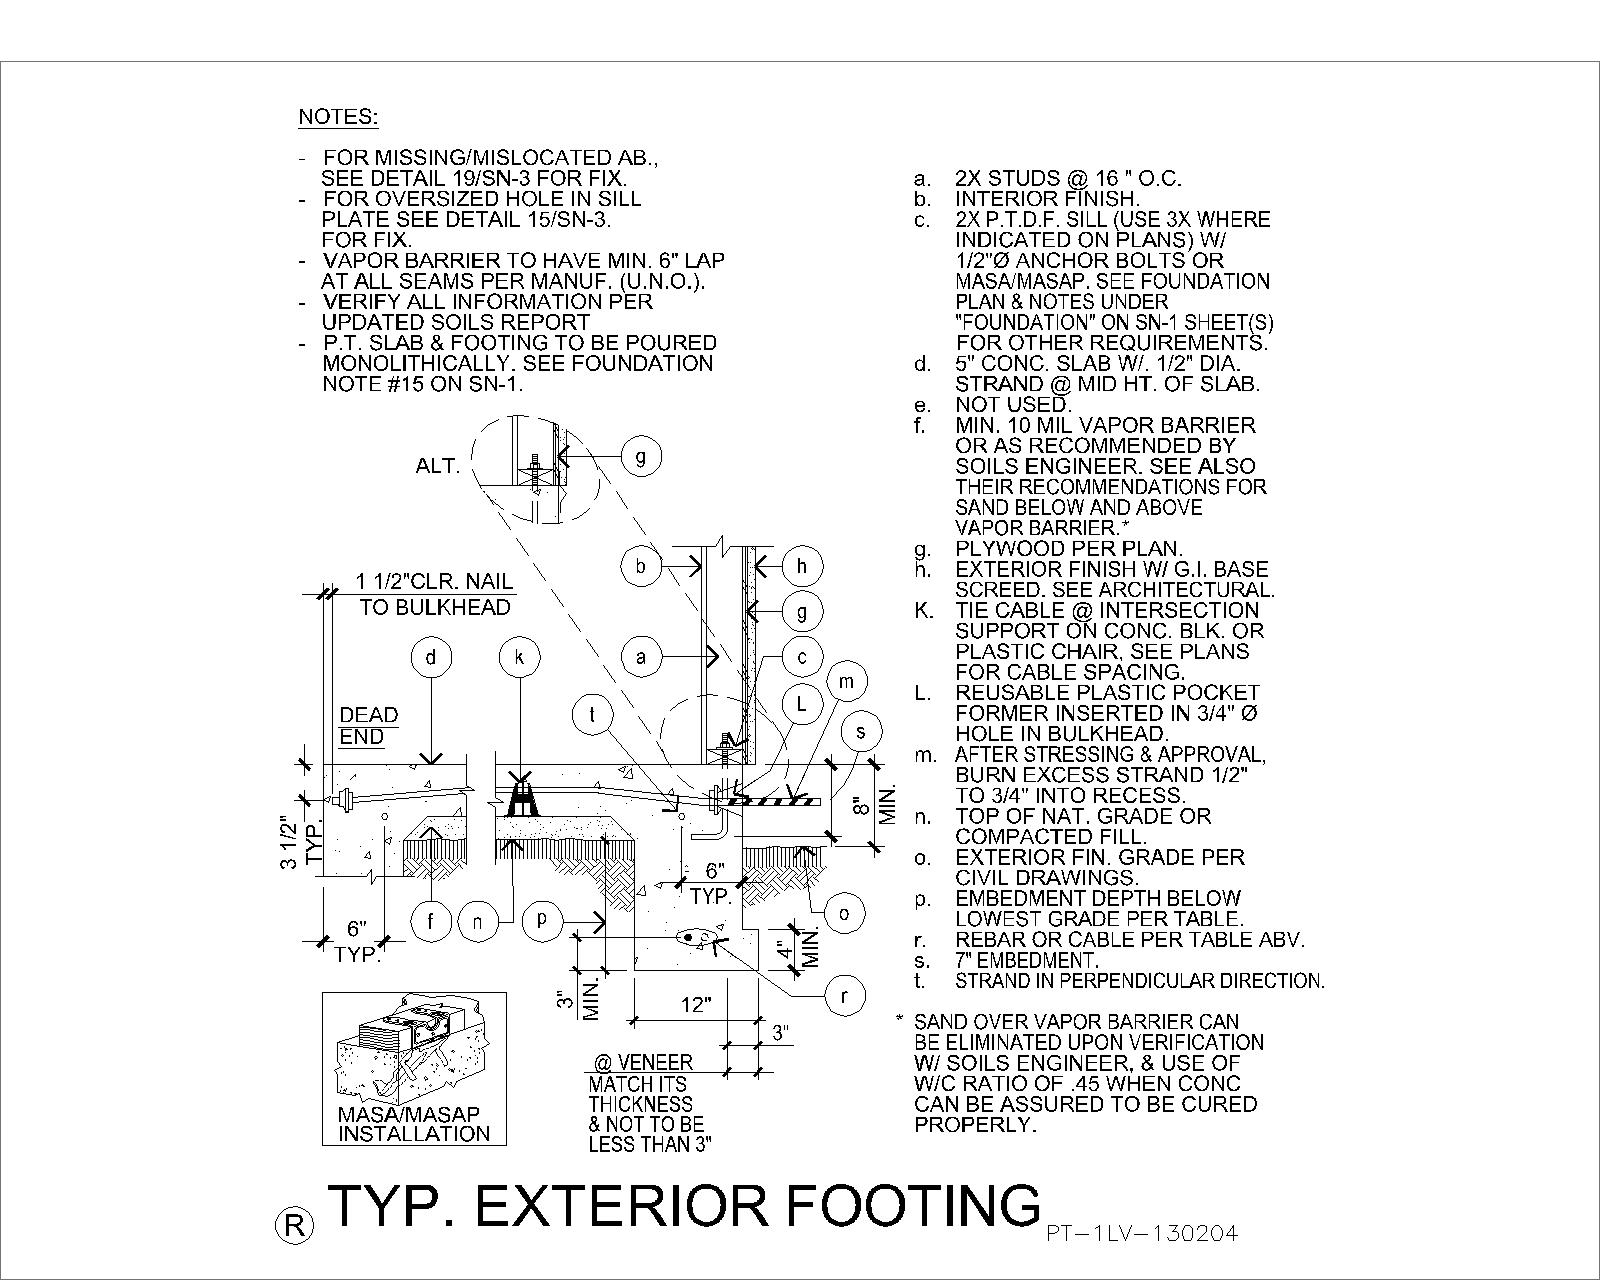 NOTES:
- FOR MISSING/MISLOCATED AB.,
SEE DETAIL 19/SN-3 FOR FIX.
- FOR OVERSIZED HOLE IN SILL
PLATE SEE DETAIL 15/SN-3.
FOR FIX.
- VAPOR BARRIER TO HAVE MIN. 6" LAP
AT ALL SEAMS PER MANUF. (U.N.O.).
- VERIFY ALL INFORMATION PER
UPDATED SOILS REPORT
- P.T. SLAB & FOOTING TO BE POURED
MONOLITHICALLY. SEE FOUNDATION
NOTE #15 ON SN-1.
a. 2X STUDS @ 16 " O.C.
b. INTERIOR FINISH.
c. 2X P.T.D.F. SILL (USE 3X WHERE
INDICATED ON PLANS) W/
1/2"Ø ANCHOR BOLTS OR
MASA/MASAP. SEE FOUNDATION
PLAN & NOTES UNDER
"FOUNDATION" ON SN-1 SHEET(S)
FOR OTHER REQUIREMENTS.
d. 5" CONC. SLAB W/. 1/2" DIA.
STRAND @ MID HT. OF SLAB.
e. NOT USED.
f. MIN. 10 MIL VAPOR BARRIER
OR AS RECOMMENDED BY
SOILS ENGINEER. SEE ALSO
THEIR RECOMMENDATIONS FOR
SAND BELOW AND ABOVE
VAPOR BARRIER.*
g. PLYWOOD PER PLAN.
h. EXTERIOR FINISH W/ G.I. BASE
SCREED. SEE ARCHITECTURAL.
K. TIE CABLE @ INTERSECTION
SUPPORT ON CONC. BLK. OR
PLASTIC CHAIR, SEE PLANS
FOR CABLE SPACING.
L. REUSABLE PLASTIC POCKET
FORMER INSERTED IN 3/4" Ø
HOLE IN BULKHEAD.
m. AFTER STRESSING & APPROVAL,
BURN EXCESS STRAND 1/2"
TO 3/4" INTO RECESS.
n. TOP OF NAT. GRADE OR
COMPACTED FILL.
o. EXTERIOR FIN. GRADE PER
CIVIL DRAWINGS.
p. EMBEDMENT DEPTH BELOW
LOWEST GRADE PER TABLE.
r. REBAR OR CABLE PER TABLE ABV.
s. 7" EMBEDMENT.
t. STRAND IN PERPENDICULAR DIRECTION.
* SAND OVER VAPOR BARRIER CAN
BE ELIMINATED UPON VERIFICATION
W/ SOILS ENGINEER, & USE OF
W/C RATIO OF .45 WHEN CONC
CAN BE ASSURED TO BE CURED
PROPERLY.
ALT.
g
b
h
1 1/2"CLR. NAIL
TO BULKHEAD
g
d
k
a
c
m
L
t
s
DEAD
END
8"
MIN.
3 1/2"
TYP.
6"
TYP.
f
n
p
o
6"
TYP.
4"
MIN.
3"
MIN.
r
12"
3"
@ VENEER
MATCH ITS
THICKNESS
& NOT TO BE
LESS THAN 3"
MASA/MASAP
INSTALLATION
R TYP. EXTERIOR FOOTING
PT-1LV-130204